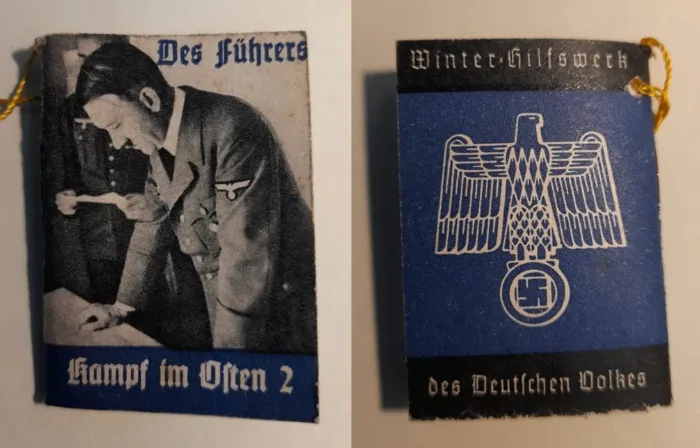 Des Führers
Kampf im Osten 2
Winter-Hilfswerk
des Deutschen Volkes